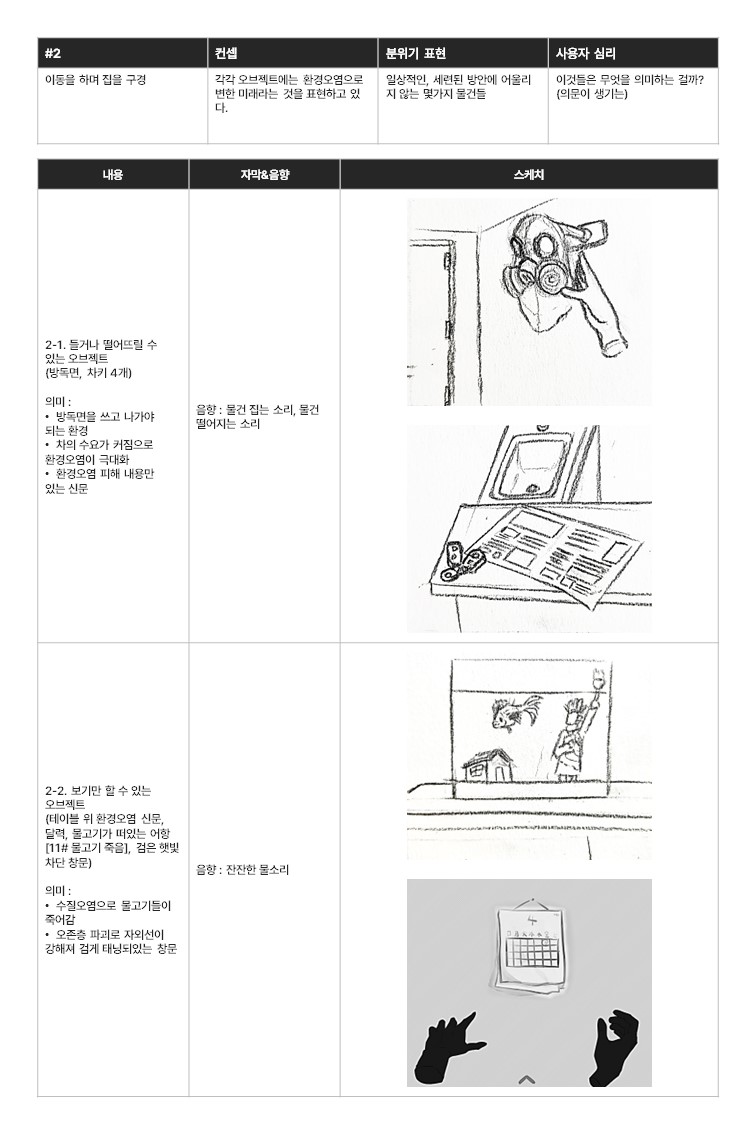 #2
컨셉
분위기 표현
사용자 심리
이동을 하며 집을 구경
각각 오브젝트에는 환경오염으로
변한 미래라는 것을 표현하고 있
다.
일상적인, 세련된 방안에 어울리
지 않는 몇가지 물건들
이것들은 무엇을 의미하는 걸까?
(의문이 생기는)
내용
자막&음향
스케치
2-1. 들거나 떨어뜨릴 수
있는 오브젝트
(방독면, 차키 4개)
의미 :
• 방독면을 쓰고 나가야
되는 환경
• 차의 수요가 커짐으로
환경오염이 극대화
• 환경오염 피해 내용만
있는 신문
음향 : 물건 집는 소리, 물건
떨어지는 소리
2-2. 보기만 할 수 있는
오브젝트
(테이블 위 환경오염 신문,
달력, 물고기가 떠있는 어항
[11# 물고기 죽음], 검은 햇빛
차단 창문)
의미 :
• 수질오염으로 물고기들이
죽어감
• 오존층 파괴로 자외선이
강해져 검게 태닝되있는 창문
음향 : 잔잔한 물소리
4